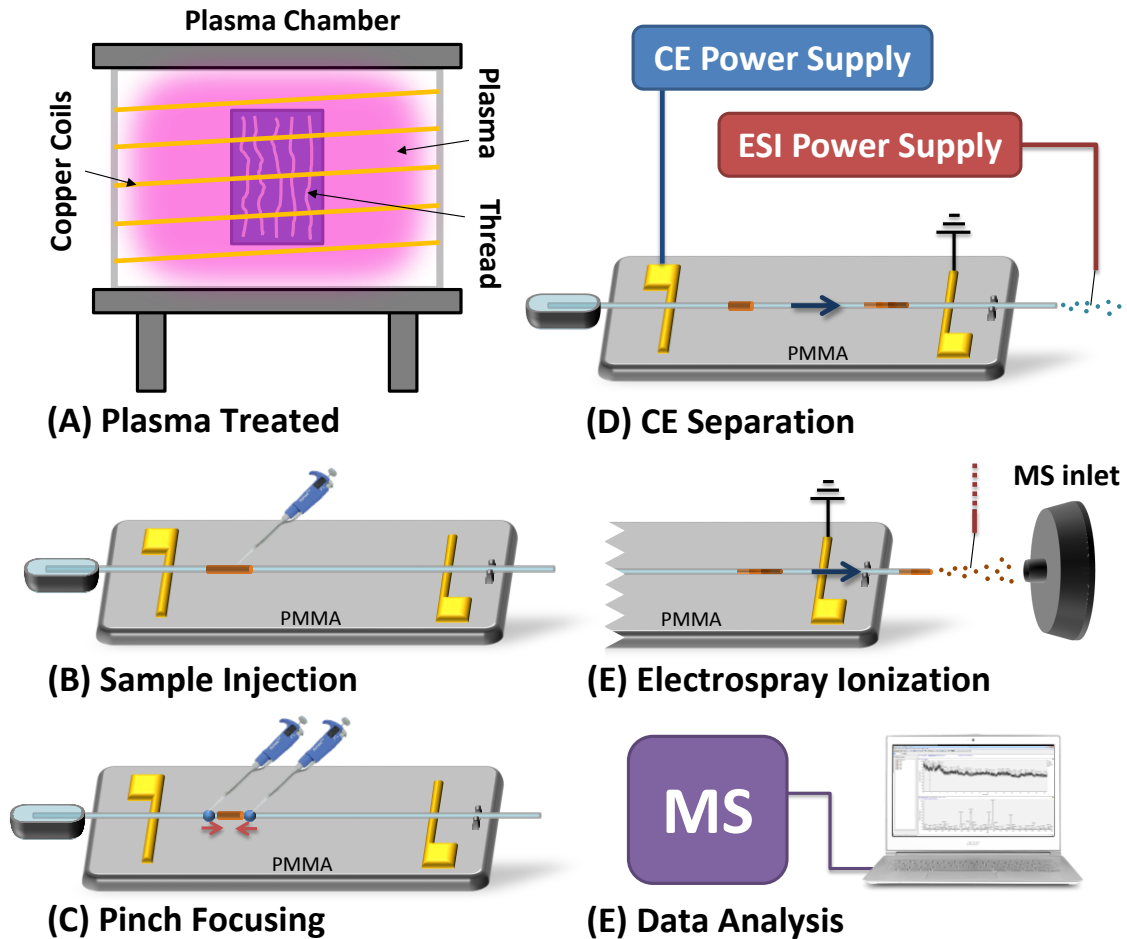 Plasma Chamber
Copper Coils
Plasma
Thread
(A) Plasma Treated
PMMA
(B) Sample Injection
PMMA
(C) Pinch Focusing
CE Power Supply
ESI Power Supply
PMMA
(D) CE Separation
MS inlet
PMMA
(E) Electrospray Ionization
MS
acer
(E) Data Analysis